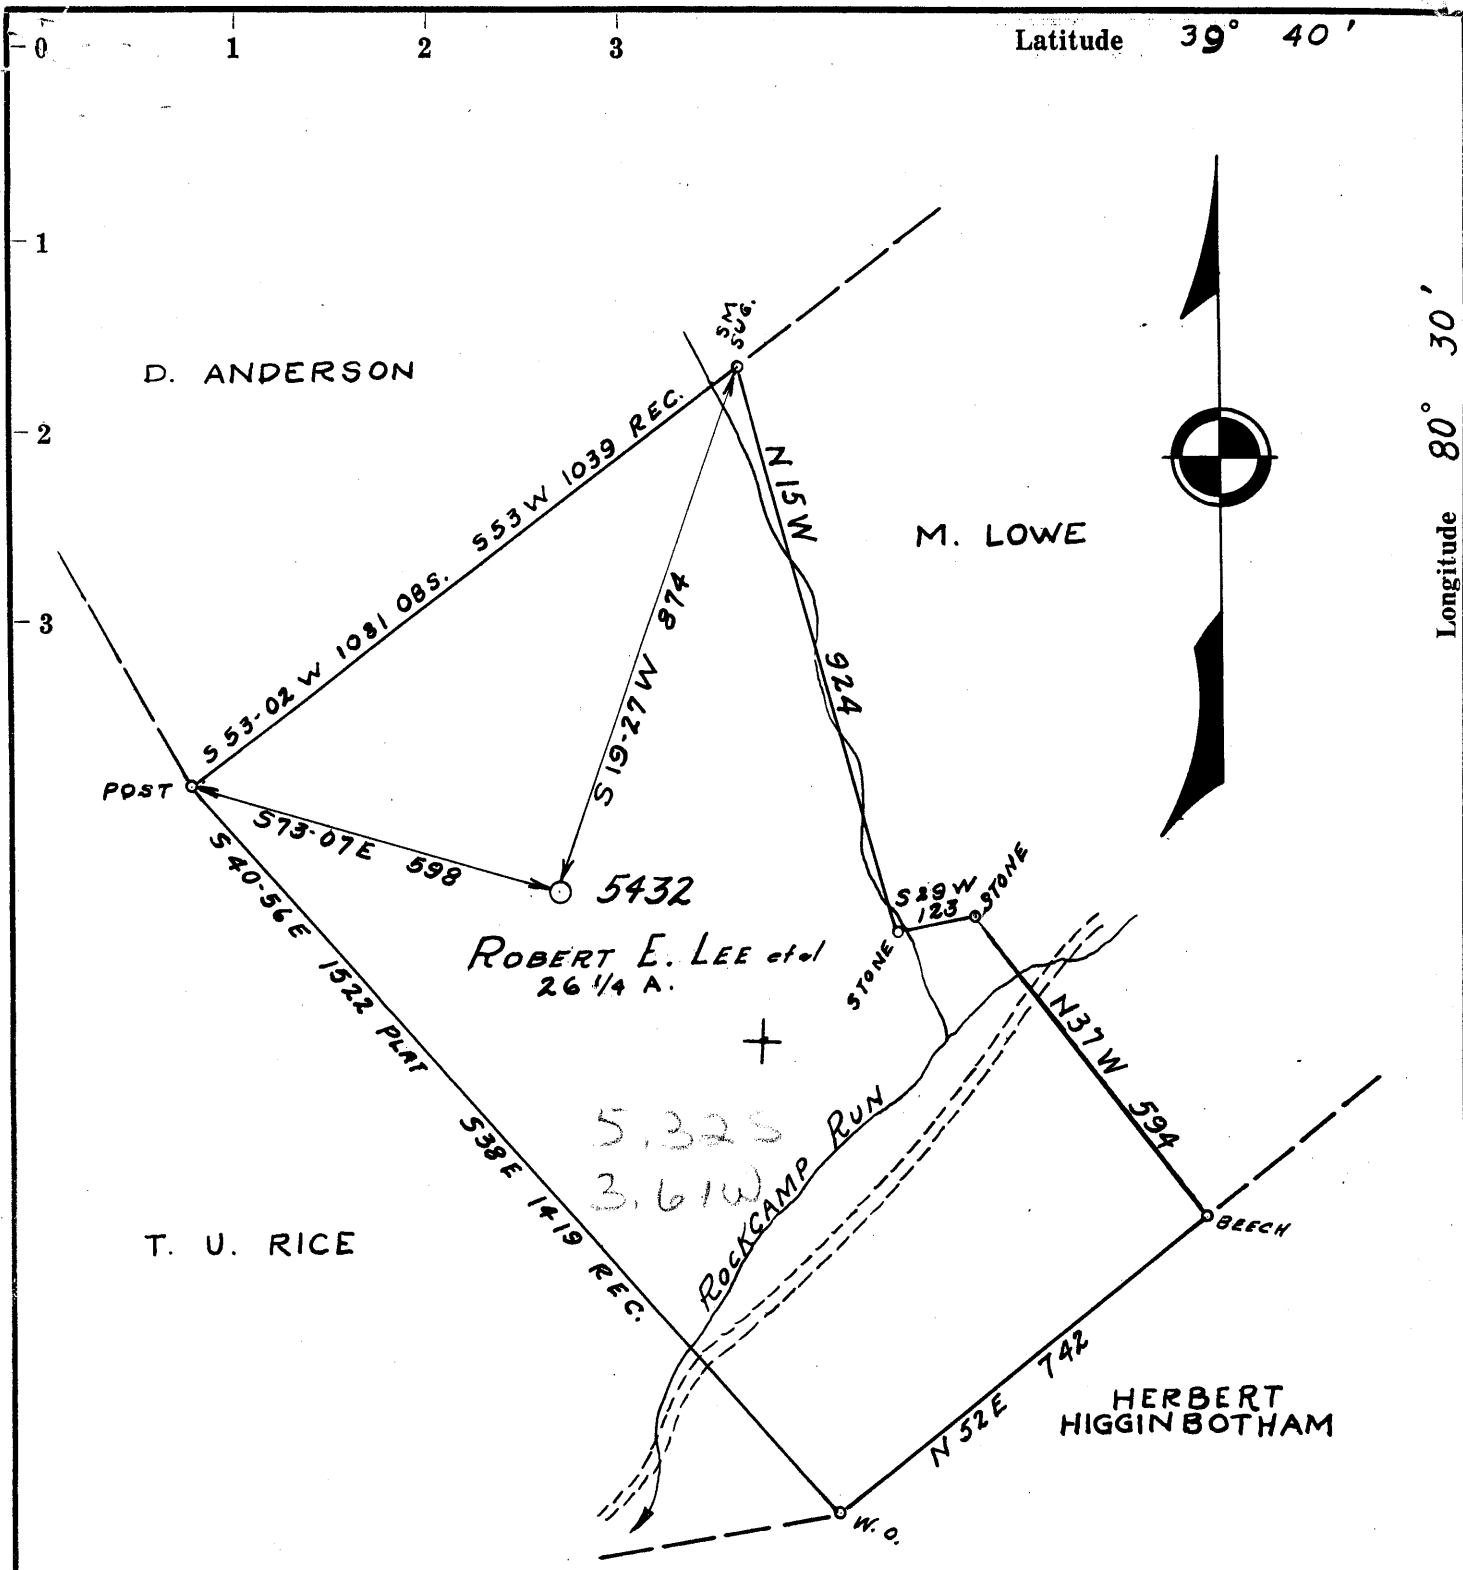 0 1 2 3 Latitude 39° 40'
1
2
3
Longitude 80° 30'
SM
SUG.
D. ANDERSON
S 53-02 W 1081 OBS. S53W 1039 REC.
N 15 W 924
M. LOWE
S 19-27 W 874
POST
S73-07E 598
5432
S 40-56 E 1522 PLAT S38E 1419 REC.
S 89 W
123
STONE
STONE
ROBERT E. LEE et al
26 1/4 A.
N37W 594
5.32S
3.61W
ROCKCAMP RUN
BEECH
T. U. RICE
N 52 E 742
HERBERT
HIGGINBOTHAM
W. O.